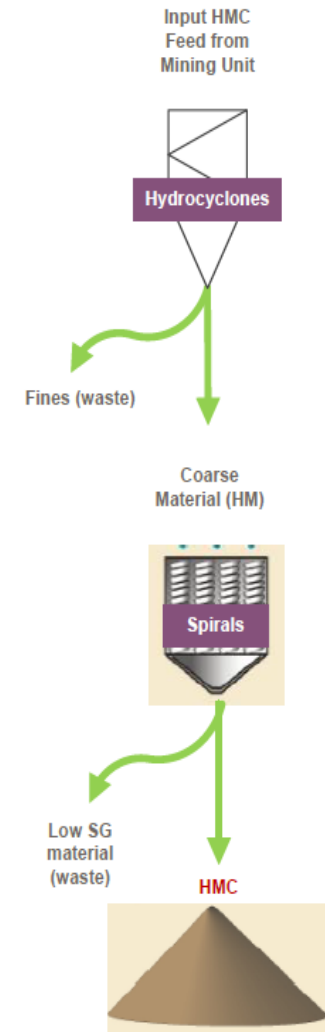 Input HMC
Feed from
Mining Unit
Hydrocyclones
Fines (waste)
Coarse
Material (HM)
Spirals
Low SG
material
(waste)
HMC